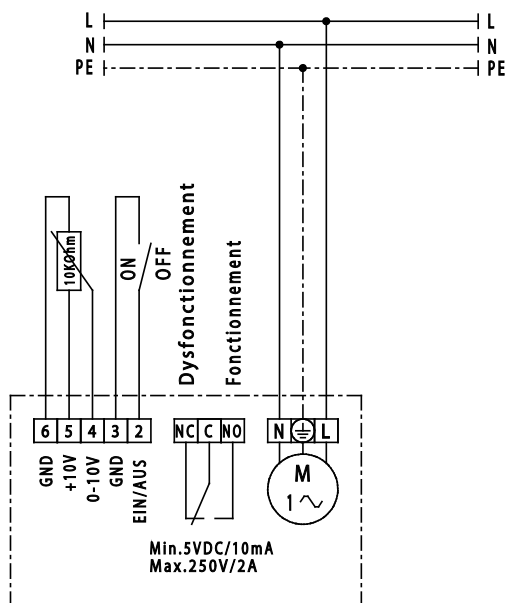 L L
N N
PE PE
10KOhm
ON
OFF
Dysfonctionnement
Fonctionnement
6 5 4 3 2
NC C NO
N L
GND
+10V
0-10V
GND
EIN/AUS
M
1
Min.5VDC/10mA
Max.250V/2A